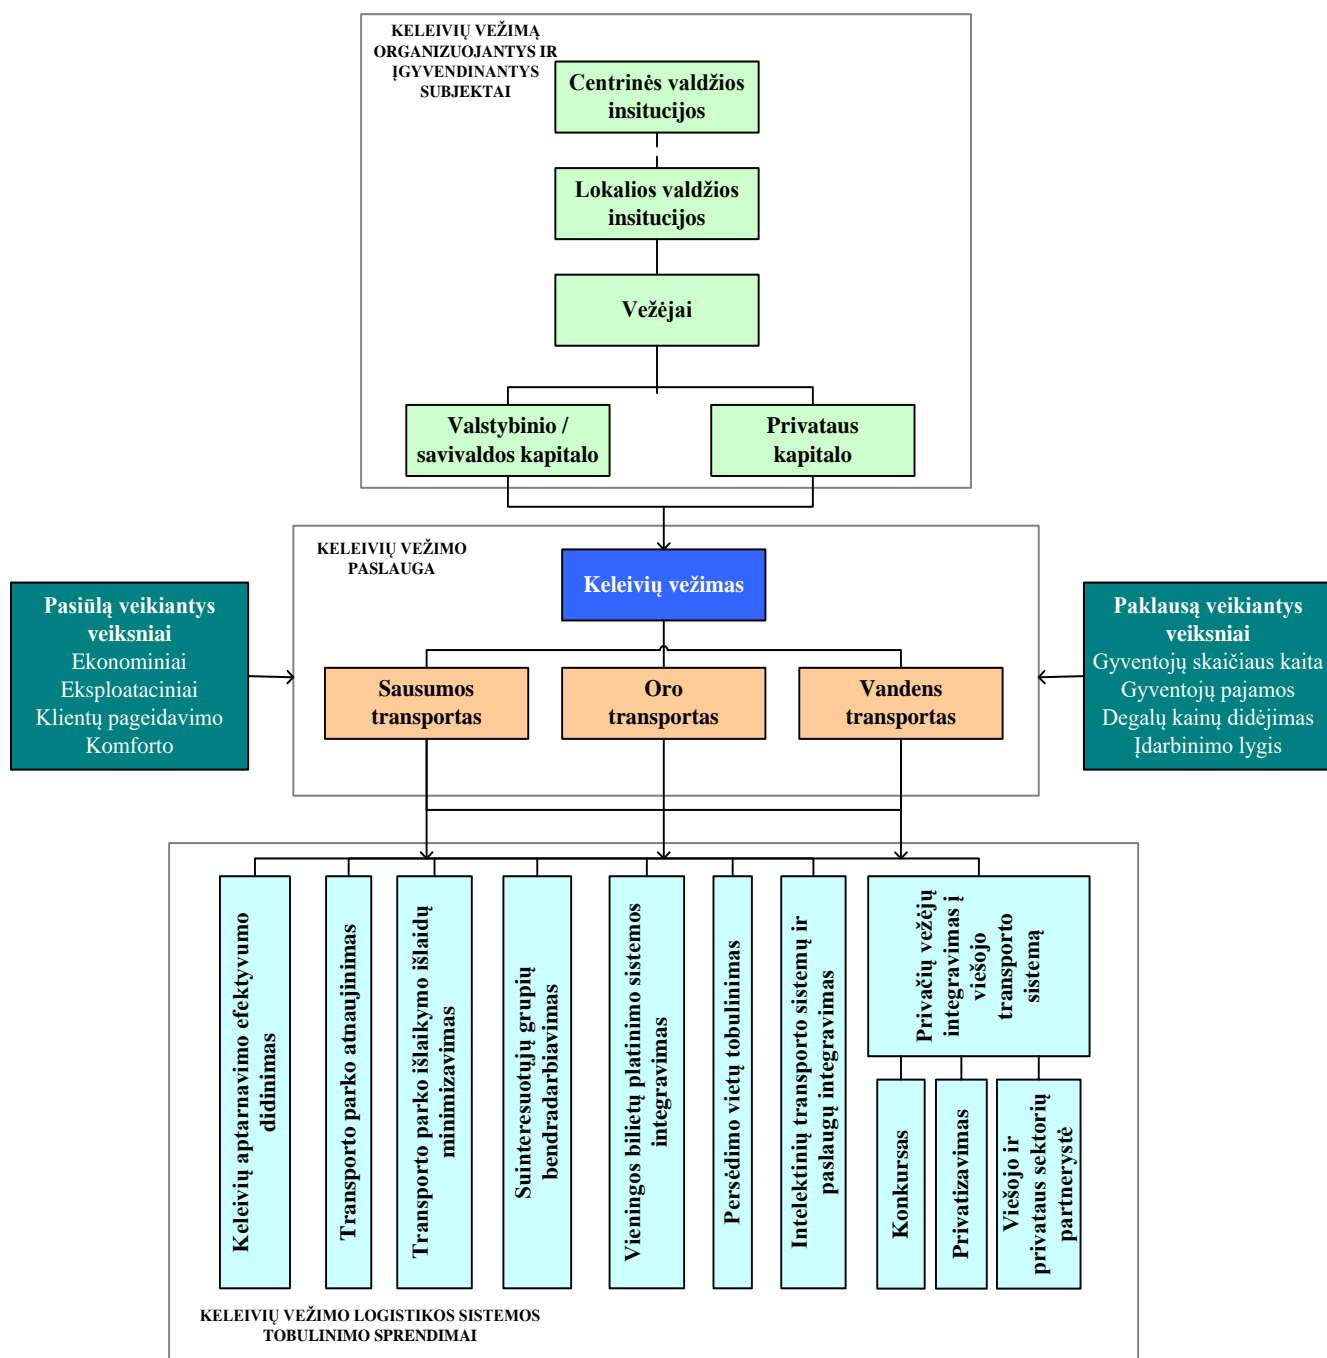 KELEIVIŲ VEŽIMĄ
ORGANIZUOJANTYS IR
ĮGYVENDINANTYS
SUBJEKTAI
Centrinės valdžios
insitucijos
Lokalios valdžios
insitucijos
Vežėjai
Valstybinio /
savivaldos kapitalo
Privataus
kapitalo
KELEIVIŲ VEŽIMO
PASLAUGA
Keleivių vežimas
Pasiūlą veikiantys
veiksniai
Ekonominiai
Eksploataciniai
Klientų pageidavimo
Komforto
Sausumos
transportas
Oro
transportas
Vandens
transportas
Paklausą veikiantys
veiksniai
Gyventojų skaičiaus kaita
Gyventojų pajamos
Degalų kainų didėjimas
Įdarbinimo lygis
Keleivių aptarnavimo efektyvumo
didinimas
Transporto parko atnaujinimas
Transporto parko išlaikymo išlaidų
minimizavimas
Suinteresuotųjų grupių
bendradarbiavimas
Vieningos bilietų platinimo sistemos
integravimas
Persėdimo vietų tobulinimas
Intelektinių transporto sistemų ir
paslaugų integravimas
Privačių vežėjų
integravimas į
viešojo
transporto
sistemą
Konkursas
Privatizavimas
Viešojo ir
privataus sektorių
partnerystė
KELEIVIŲ VEŽIMO LOGISTIKOS SISTEMOS
TOBULINIMO SPRENDIMAI